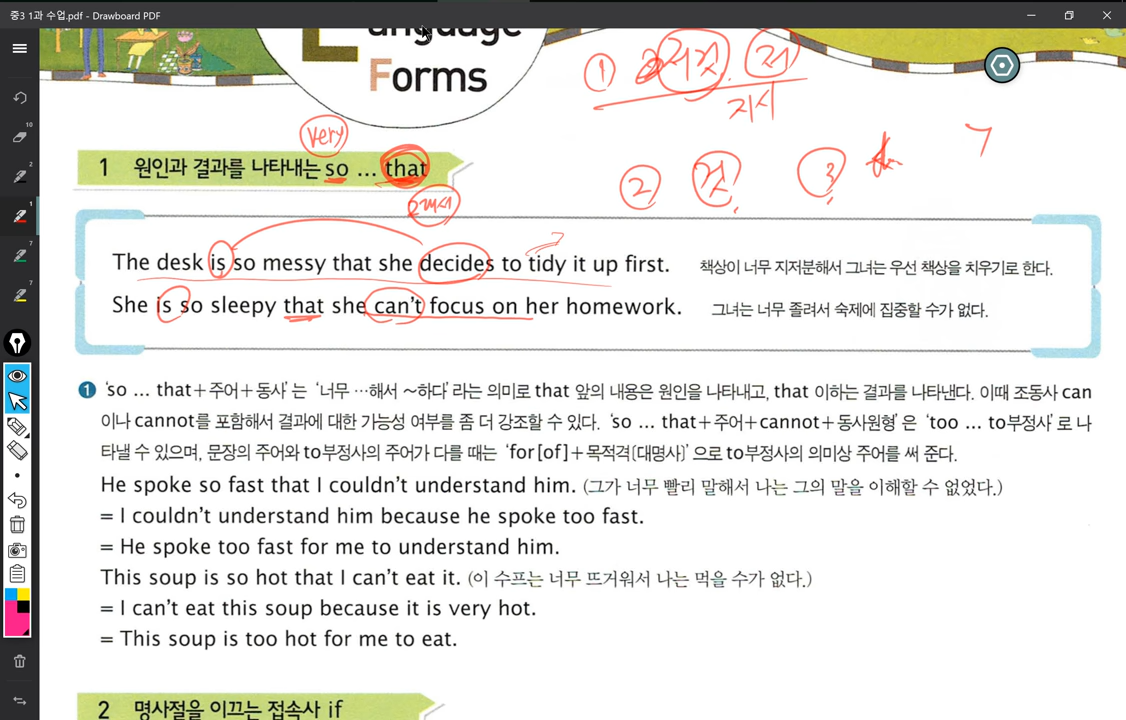 중3 1과 수업.pdf - Drawboard PDF
Language
Forms
① 저것. 저
지시
very
② 것. ③
1 원인과 결과를 나타내는 so … that
The desk is so messy that she decides to tidy it up first. 책상이 너무 지저분해서 그녀는 우선 책상을 치우기로 한다.
She is so sleepy that she can't focus on her homework. 그녀는 너무 졸려서 숙제에 집중할 수가 없다.
❶ 'so … that+주어+동사'는 '너무 …해서 ~하다'라는 의미로 that 앞의 내용은 원인을 나타내고, that 이하는 결과를 나타낸다. 이때 조동사 can
이나 cannot를 포함해서 결과에 대한 가능성 여부를 좀 더 강조할 수 있다. 'so … that+주어+cannot+동사원형'은 'too … to부정사'로 나
타낼 수 있으며, 문장의 주어와 to부정사의 주어가 다를 때는 'for[of]+목적격(대명사)'으로 to부정사의 의미상 주어를 써 준다.
He spoke so fast that I couldn't understand him. (그가 너무 빨리 말해서 나는 그의 말을 이해할 수 없었다.)
= I couldn't understand him because he spoke too fast.
= He spoke too fast for me to understand him.
This soup is so hot that I can't eat it. (이 수프는 너무 뜨거워서 나는 먹을 수가 없다.)
= I can't eat this soup because it is very hot.
= This soup is too hot for me to eat.
2 명사절을 이끄는 접속사 if
10
2
2
1
7
7